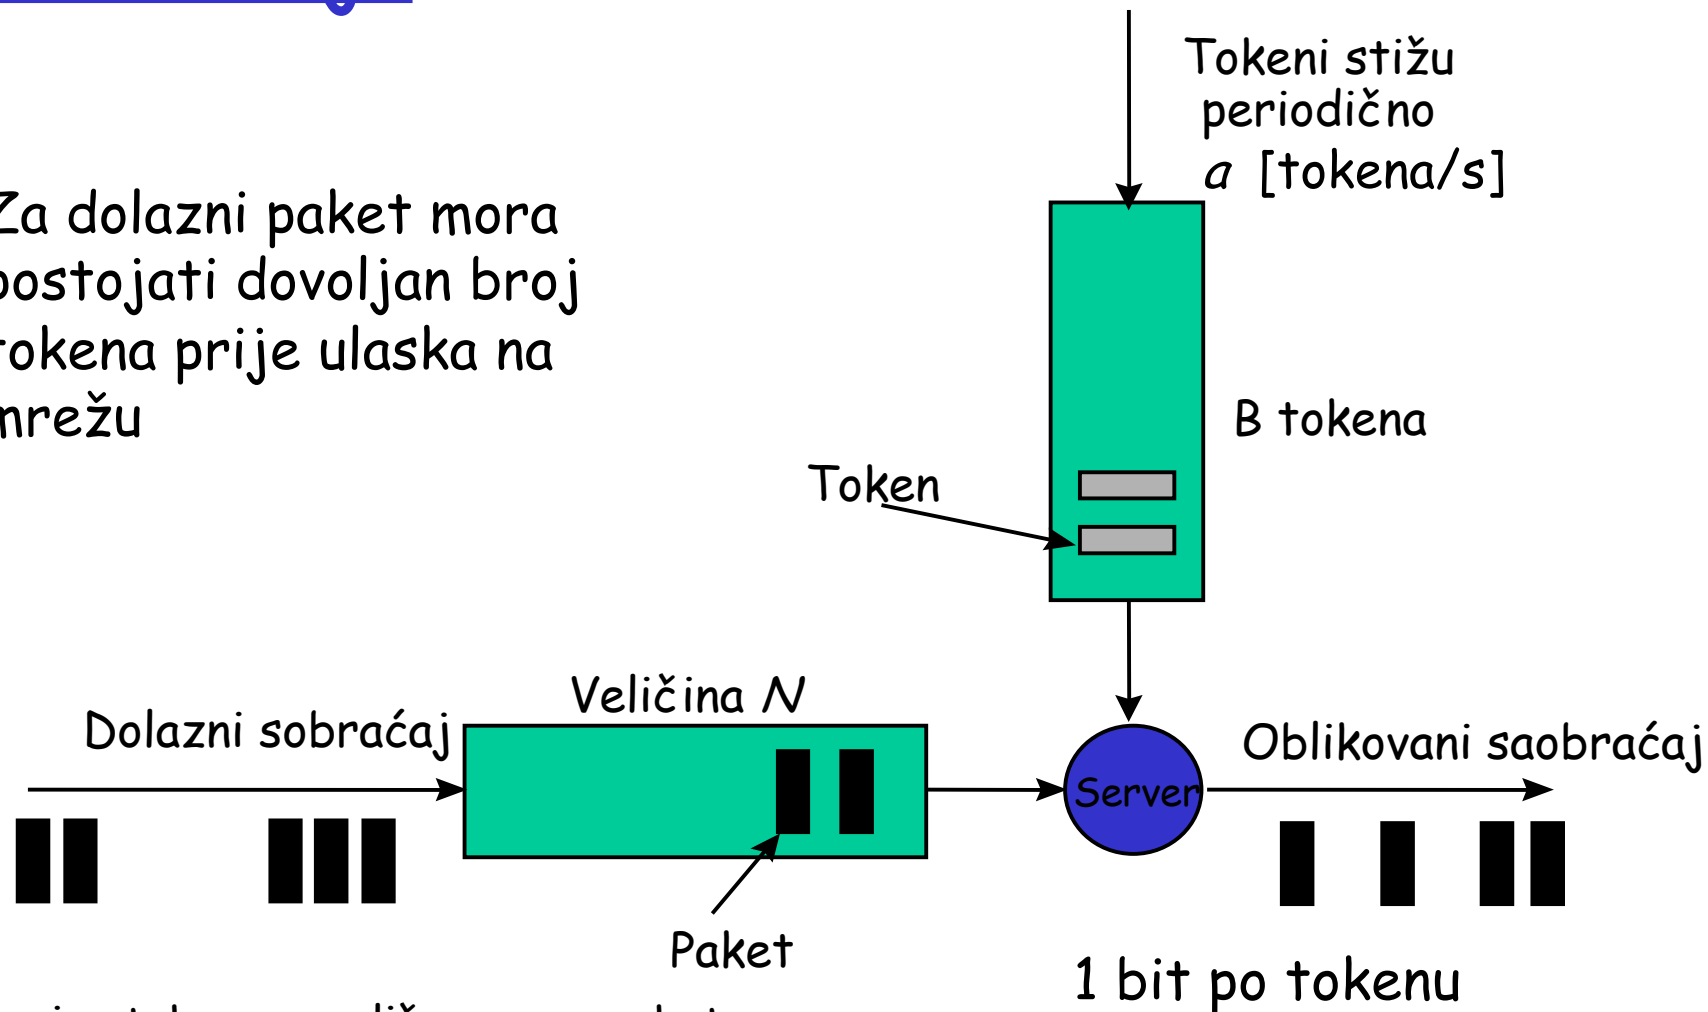 Tokeni stižu
periodično
a [tokena/s]
Za dolazni paket mora
postojati dovoljan broj
tokena prije ulaska na
mrežu
B tokena
Token
Veličina N
Dolazni sobraćaj
Oblikovani saobraćaj
Server
Paket
1 bit po tokenu